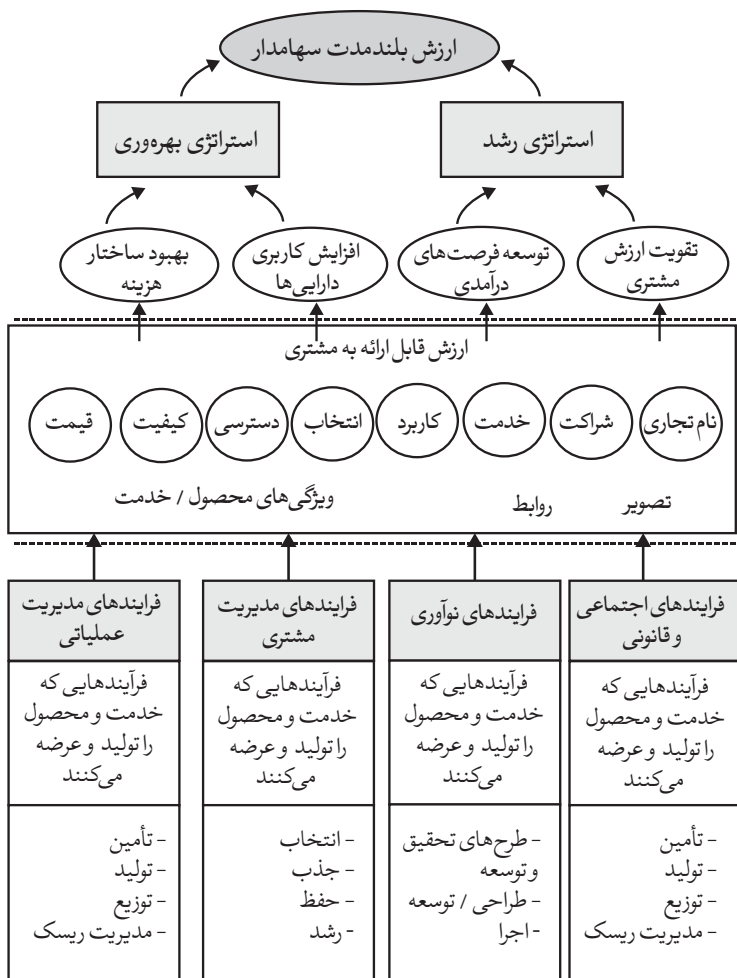 ارزش بلندمدت سهامدار
استراتژی رشد
استراتژی بهره‌وری
تقویت ارزش
مشتری
توسعه فرصت‌های
درآمدی
افزایش کاربری
دارایی‌ها
بهبود ساختار
هزینه
ارزش قابل ارائه به مشتری
نام تجاری
شراکت
خدمت
کاربرد
انتخاب
دسترسی
کیفیت
قیمت
تصویر
روابط
ویژگی‌های محصول / خدمت
فرایندهای اجتماعی
و قانونی
فرآیندهایی که
خدمت و محصول
را تولید و عرضه
می‌کنند
- تأمین
- تولید
- توزیع
- مدیریت ریسک
فرایندهای نوآوری
فرآیندهایی که
خدمت و محصول
را تولید و عرضه
می‌کنند
- طرح‌های تحقیق
و توسعه
- طراحی / توسعه
- اجرا
فرایندهای مدیریت
مشتری
فرآیندهایی که
خدمت و محصول
را تولید و عرضه
می‌کنند
- انتخاب
- جذب
- حفظ
- رشد
فرایندهای مدیریت
عملیاتی
فرآیندهایی که
خدمت و محصول
را تولید و عرضه
می‌کنند
- تأمین
- تولید
- توزیع
- مدیریت ریسک